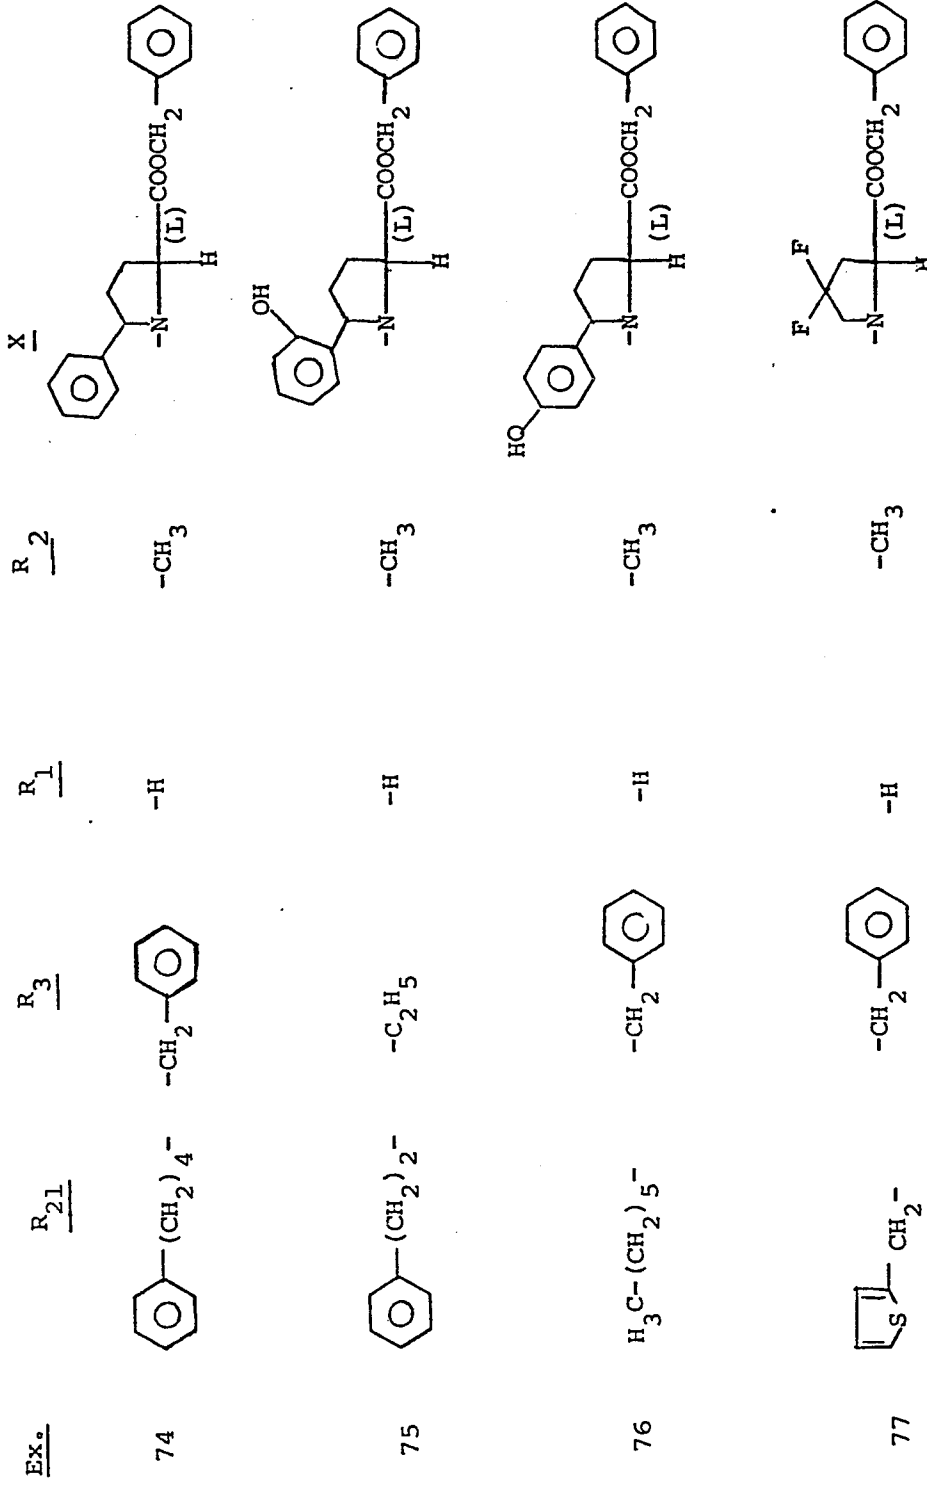 Ex. R21 R3 R1 R2 X
74 (CH2)4- -CH2 -H -CH3 -N (L) COOCH2 H
75 (CH2)2- -C2H5 -H -CH3 OH -N (L) COOCH2 H
76 H3C-(CH2)5- -CH2 -H -CH3 HO -N (L) COOCH2 H
77 S CH2- -CH2 -H -CH3 F F -N (L) COOCH2 H